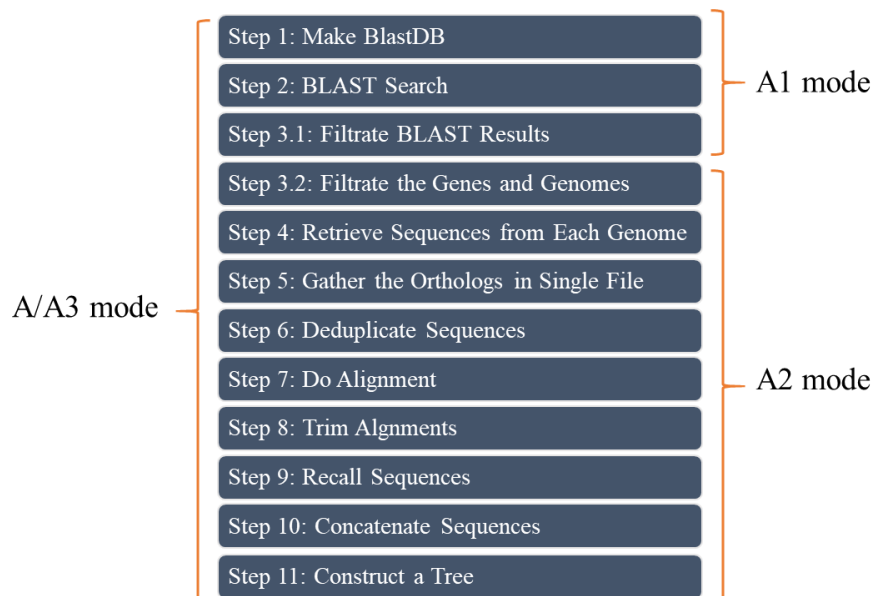 Step 1: Make BlastDB
Step 2: BLAST Search
A1 mode
Step 3.1: Filtrate BLAST Results
Step 3.2: Filtrate the Genes and Genomes
Step 4: Retrieve Sequences from Each Genome
Step 5: Gather the Orthologs in Single File
A/A3 mode
Step 6: Deduplicate Sequences
Step 7: Do Alignment
A2 mode
Step 8: Trim Algnments
Step 9: Recall Sequences
Step 10: Concatenate Sequences
Step 11: Construct a Tree